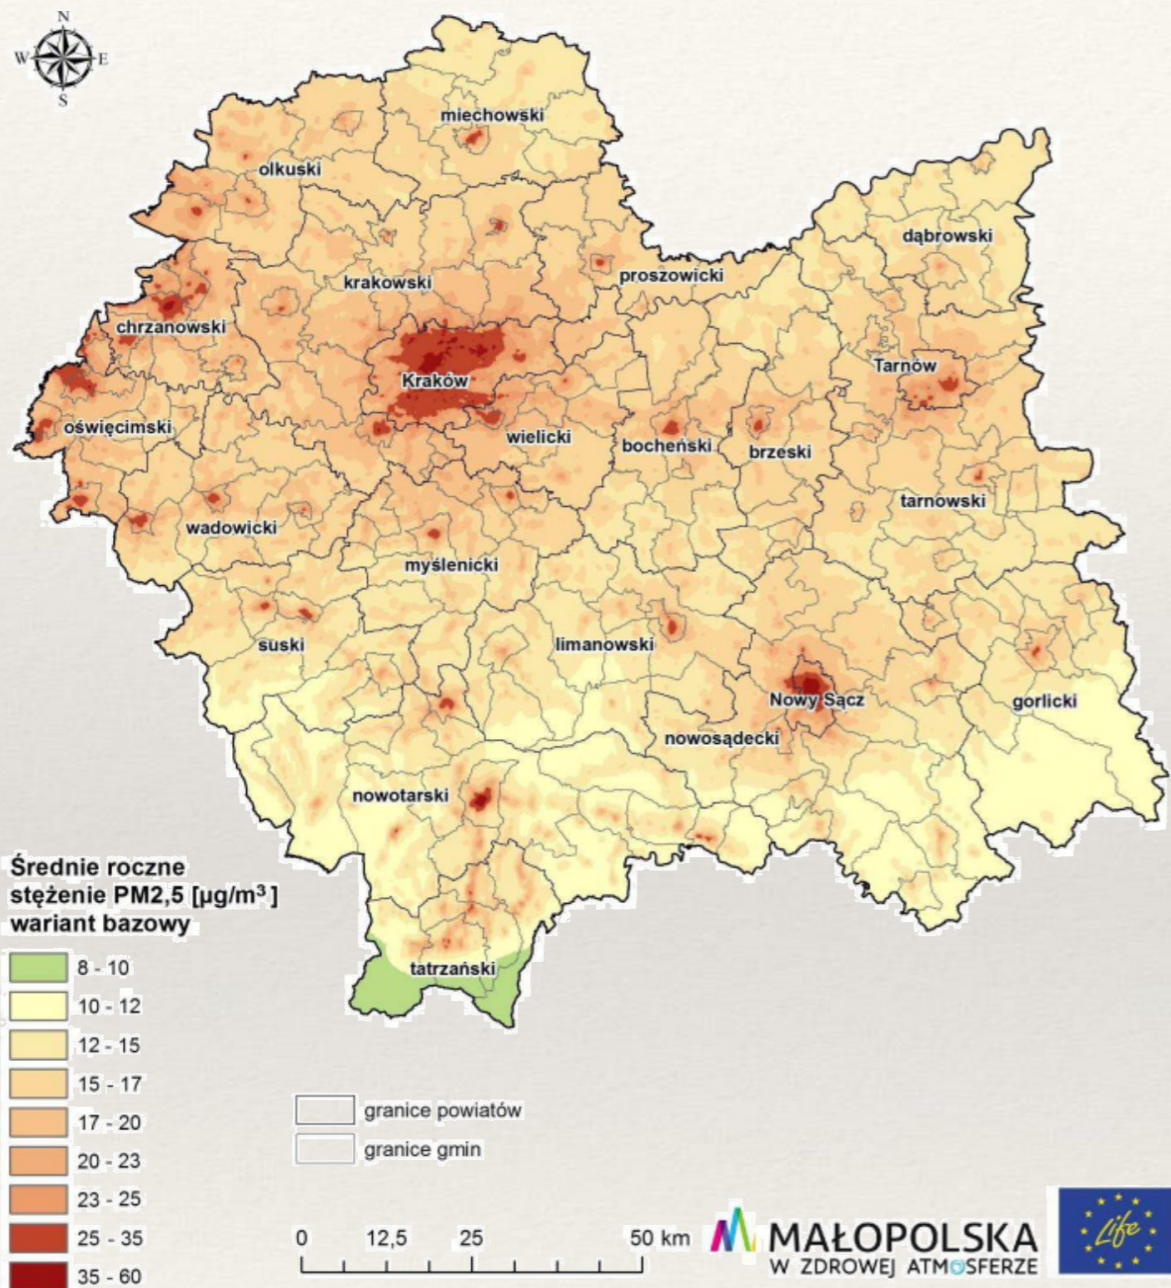 N
W E
S
miechowski
olkuski
dąbrowski
proszowicki
krakowski
chrzanowski
Tarnów
Kraków
oświęcimski
wielicki
bocheński
brzeski
tarnowski
wadowicki
myślenicki
suski
limanowski
Nowy Sącz
gorlicki
nowosądecki
nowotarski
tatrzański
Średnie roczne
stężenie PM2,5 [µg/m³]
wariant bazowy
8 - 10
10 - 12
12 - 15
15 - 17
17 - 20
20 - 23
23 - 25
25 - 35
35 - 60
granice powiatów
granice gmin
0 12,5 25 50 km
MAŁOPOLSKA
W ZDROWEJ ATMOSFERZE
Life